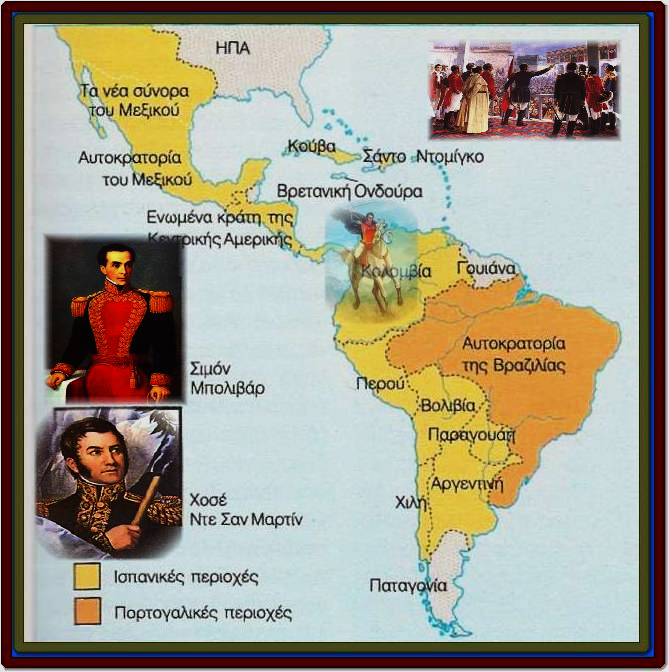 ΗΠΑ
Τα νέα σύνορα
του Μεξικού
Κούβα
Σάντο Ντομίγκο
Αυτοκρατορία
του Μεξικού
Βρετανική Ονδούρα
Ενωμένα κράτη της
Κεντρικής Αμερικής
Κολομβία
Γουιάνα
Αυτοκρατορία
της Βραζιλίας
Σιμόν
Μπολιβάρ
Περού
Βολιβία
Παραγουάη
Αργεντινή
Χιλή
Χοσέ
Ντε Σαν Μαρτίν
Παταγονία
Ισπανικές περιοχές
Πορτογαλικές περιοχές